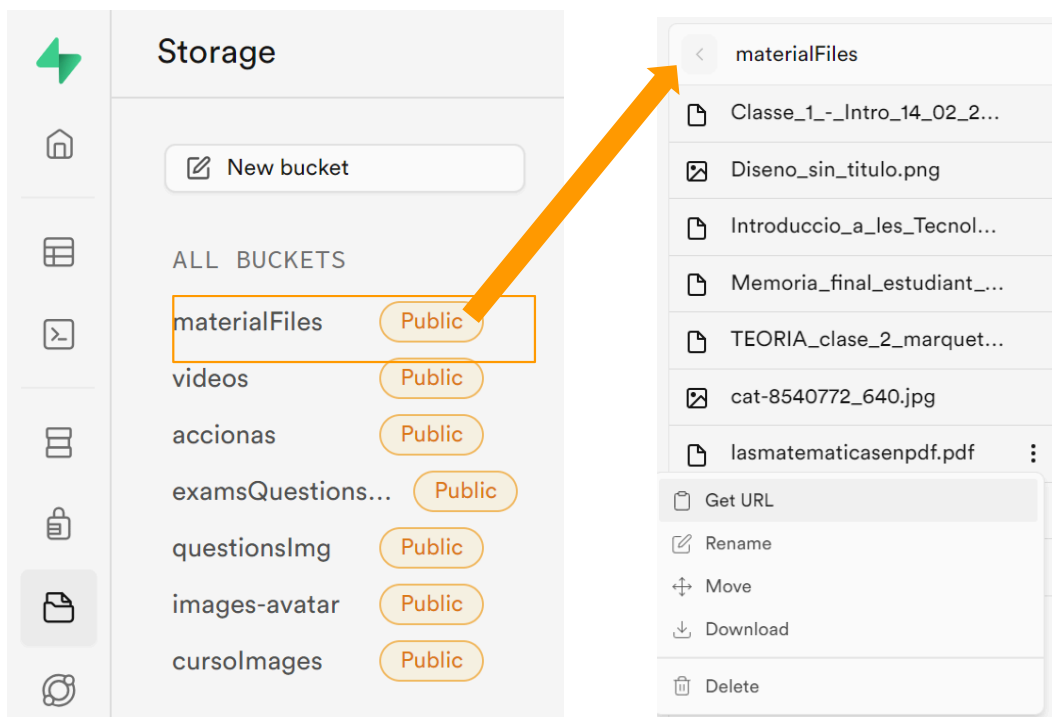 Storage
New bucket
ALL BUCKETS
materialFiles Public
videos Public
accionas Public
examsQuestions... Public
questionsImg Public
images-avatar Public
cursoImages Public
materialFiles
Classe_1_-_Intro_14_02_2...
Diseno_sin_titulo.png
Introduccio_a_les_Tecnol...
Memoria_final_estudiant_...
TEORIA_clase_2_marquet...
cat-8540772_640.jpg
lasmatematicasenpdf.pdf
Get URL
Rename
Move
Download
Delete